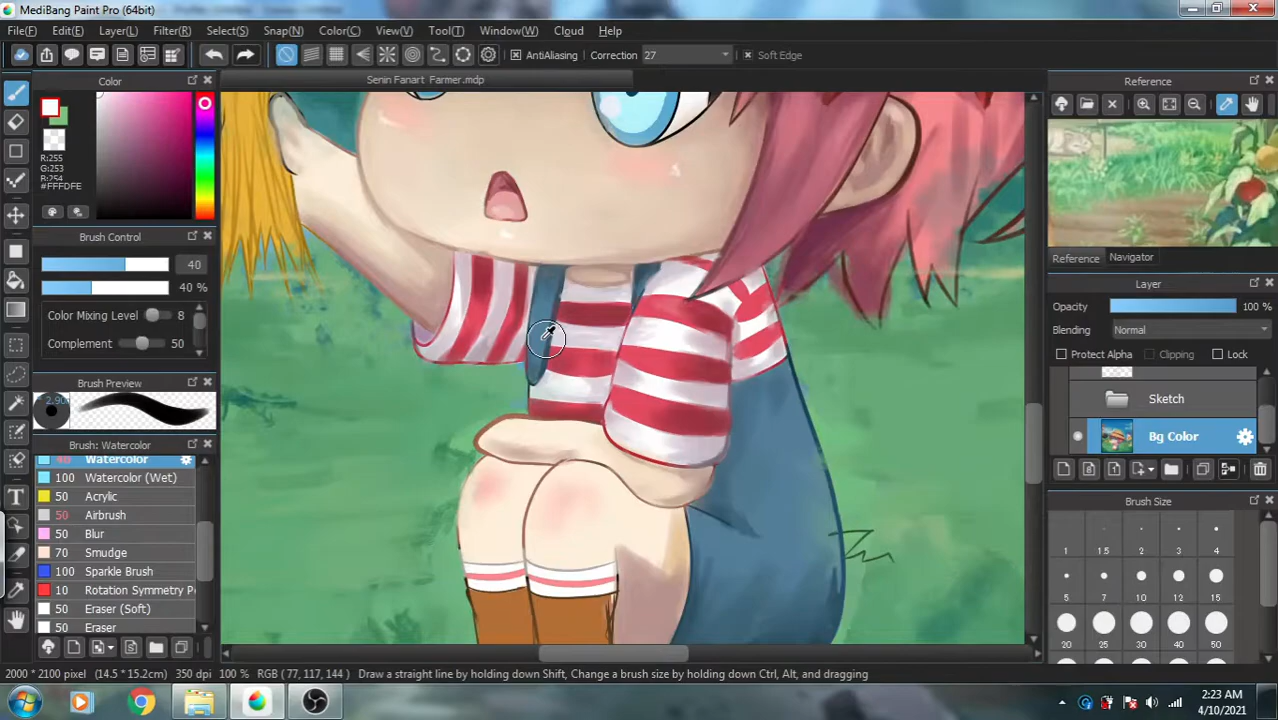 MediBang Paint Pro (64bit)
File(F) Edit(E) Layer(L) Filter(R) Select(S) Snap(N) Color(C) View(V) Tool(T) Window(W) Cloud Help
AntiAliasing Correction 27 Soft Edge
Color
Senin Fanart Farmer.mdp
Reference
R:255
G:253
B:254
#FFFDFE
Brush Control
40
40 %
Color Mixing Level 8
Complement 50
Brush Preview
Brush: Watercolor
Watercolor
100 Watercolor (Wet)
50 Acrylic
50 Airbrush
50 Blur
70 Smudge
100 Sparkle Brush
10 Rotation Symmetry P
50 Eraser (Soft)
50 Eraser
T
Reference Navigator
Layer
Opacity 100 %
Blending Normal
Protect Alpha Clipping Lock
Sketch
Bg Color
Brush Size
1 1.5 2 3 4
5 7 10 12 15
20 25 30 40 50
2000 * 2100 pixel (14.5 * 15.2cm) 350 dpi 100 % RGB ( 77, 117, 144 ) Draw a straight line by holding down Shift, Change a brush size by holding down Ctrl, Alt, and dragging
2:23 AM
4/10/2021